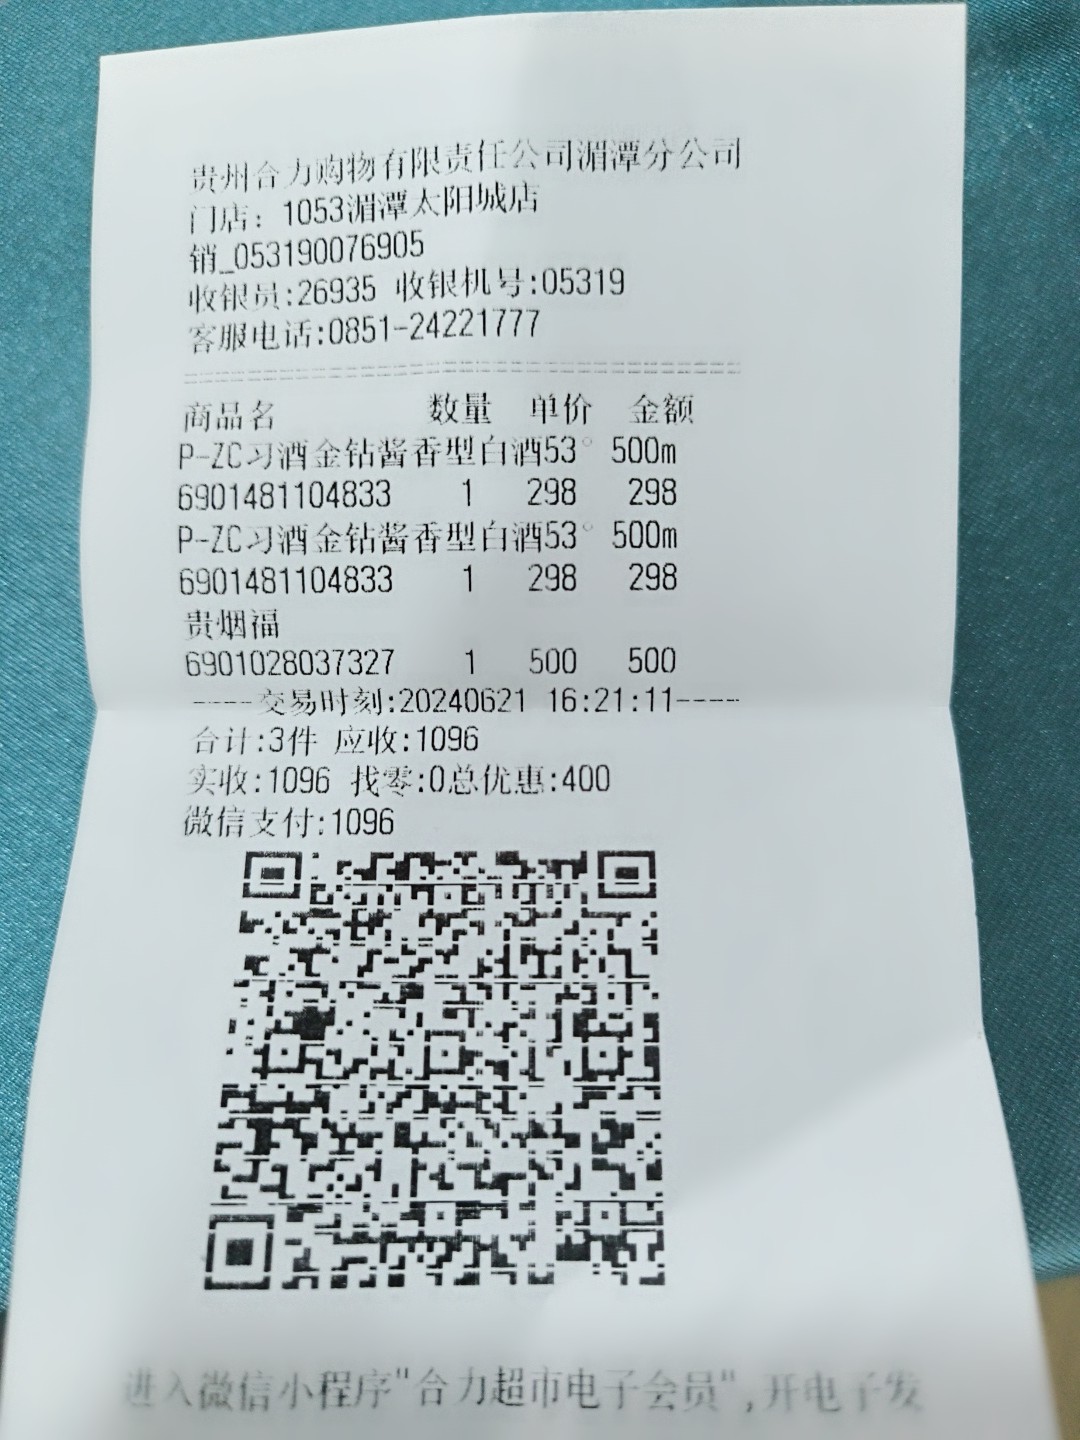 贵州合力购物有限责任公司湄潭分公司
门店：1053湄潭太阳城店
销_053190076905
收银员:26935 收银机号:05319
客服电话:0851-24221777
商品名 数量 单价 金额
P-ZC习酒金钻酱香型白酒53° 500m
6901481104833 1 298 298
P-ZC习酒金钻酱香型白酒53° 500m
6901481104833 1 298 298
贵烟福
6901028037327 1 500 500
----交易时刻:20240621 16:21:11----
合计:3件 应收:1096
实收:1096 找零:0总优惠:400
微信支付:1096
进入微信小程序"合力超市电子会员",开电子发